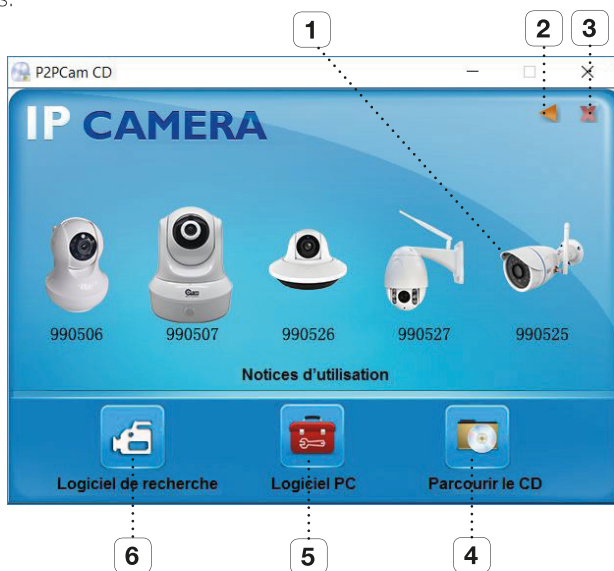 s.
1 2 3
P2PCam CD
IP CAMERA
990506 990507 990526 990527 990525
Notices d'utilisation
Logiciel de recherche Logiciel PC Parcourir le CD
6 5 4